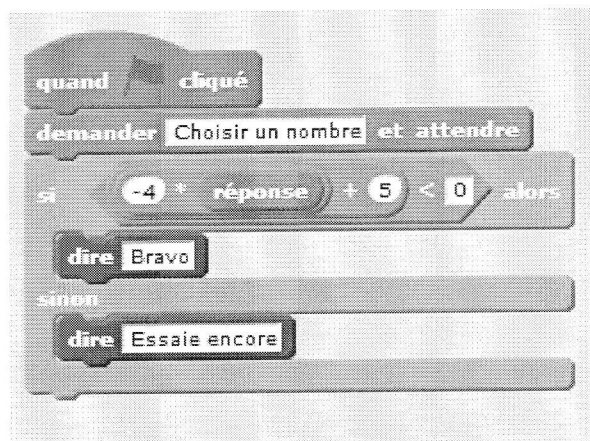 quand cliqué
demander Choisir un nombre et attendre
si -4 * réponse + 5 < 0 alors
dire Bravo
sinon
dire Essaie encore